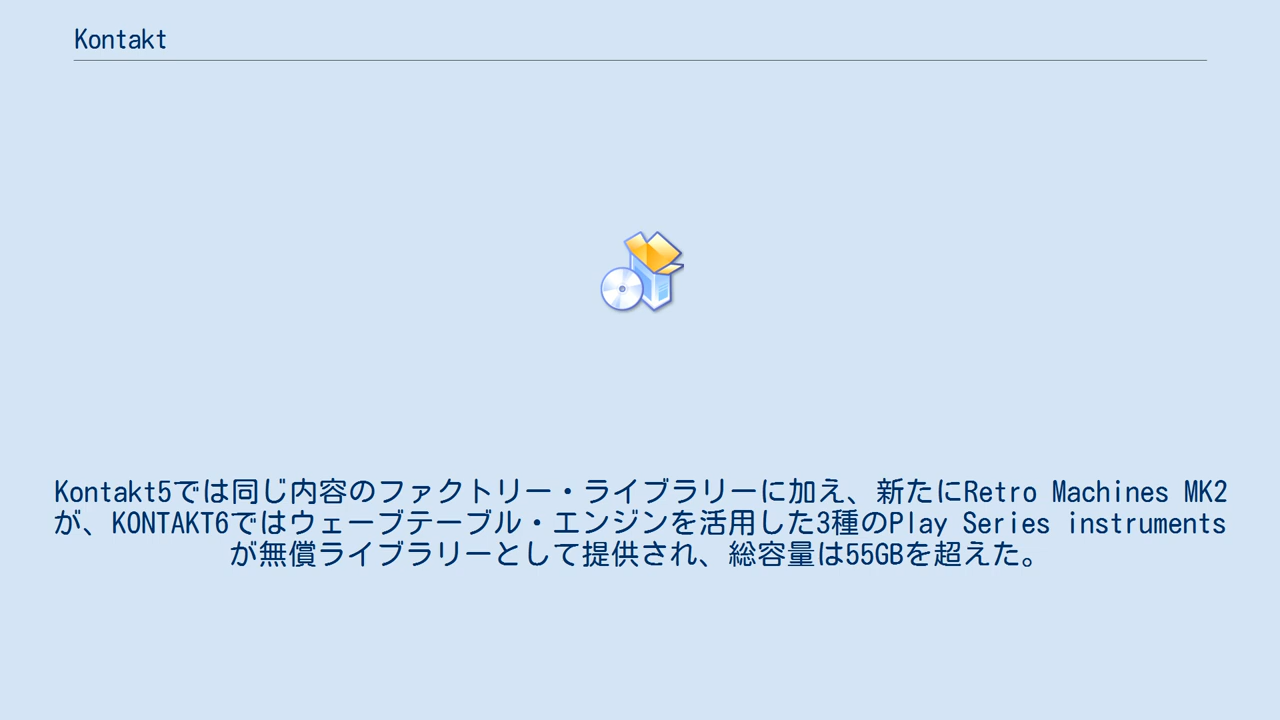 Kontakt
Kontakt5では同じ内容のファクトリー・ライブラリーに加え、新たにRetro Machines MK2
が、KONTAKT6ではウェーブテーブル・エンジンを活用した3種のPlay Series instruments
が無償ライブラリーとして提供され、総容量は55GBを超えた。